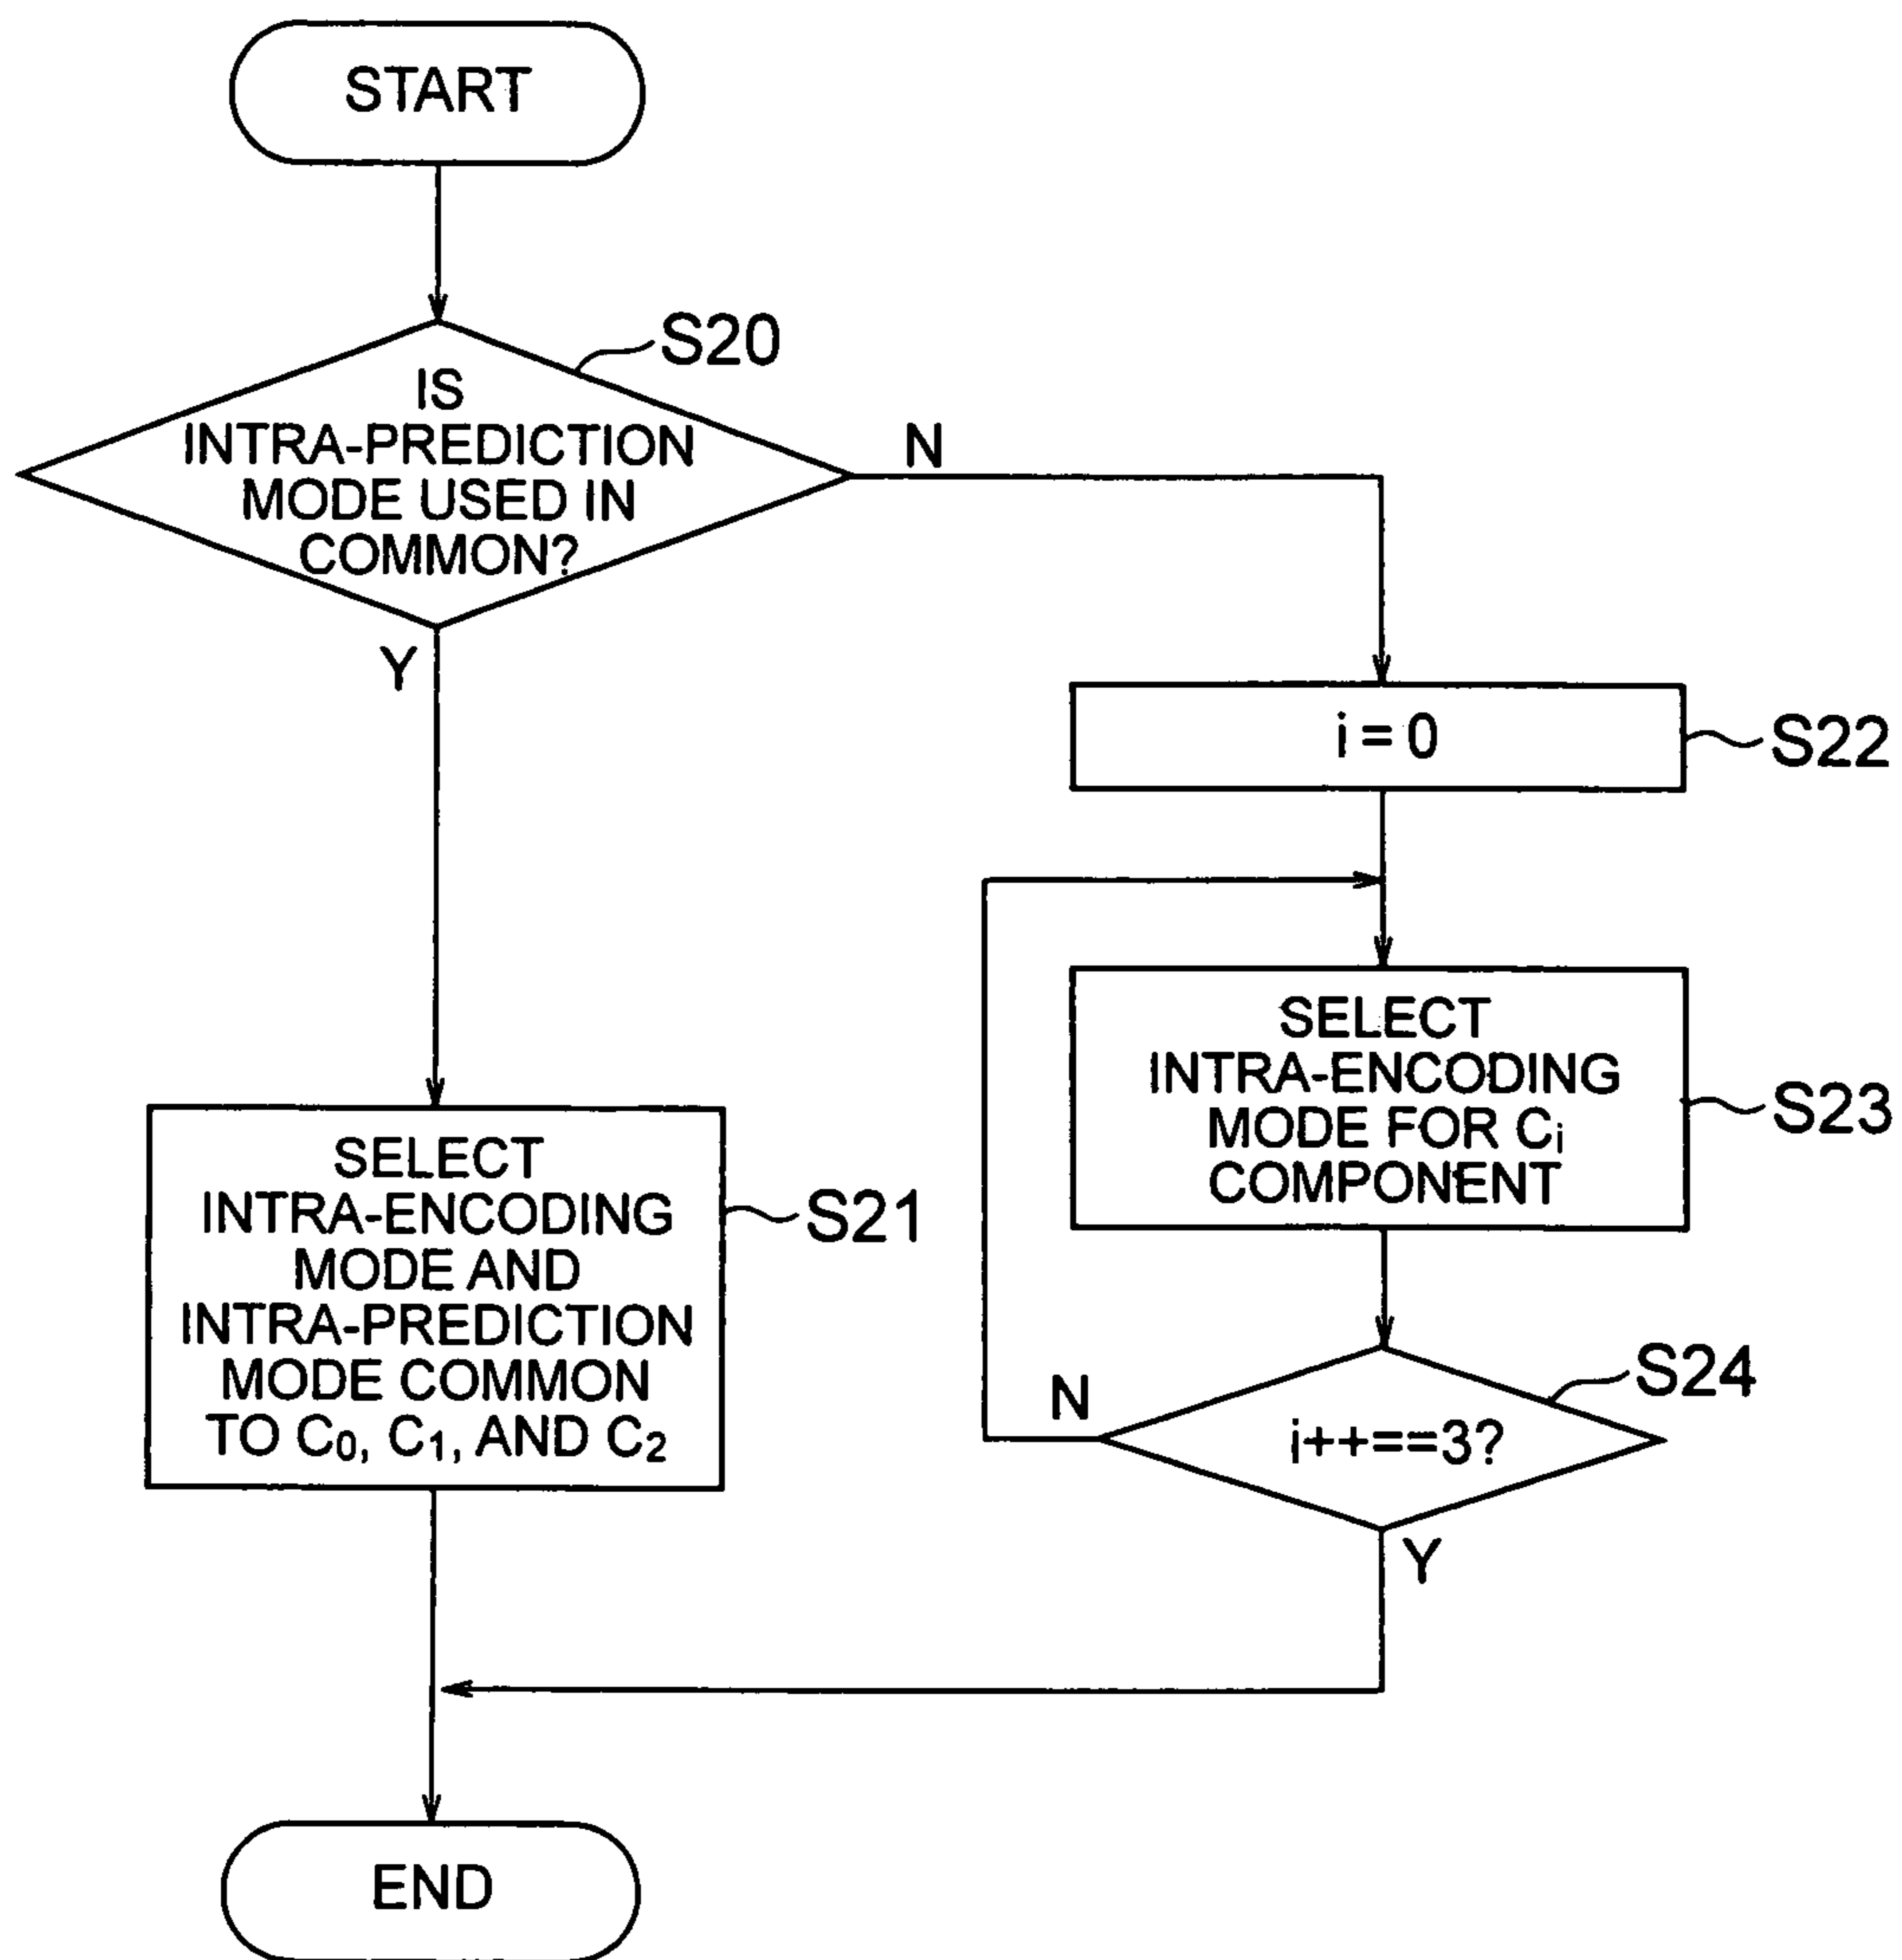 START
S20
IS
INTRA-PREDICTION
MODE USED IN
COMMON?
N
Y
i = 0
S22
SELECT
INTRA-ENCODING
MODE FOR Ci
COMPONENT
S23
SELECT
INTRA-ENCODING
MODE AND
INTRA-PREDICTION
MODE COMMON
TO C0, C1, AND C2
S21
S24
N
i++==3?
Y
END